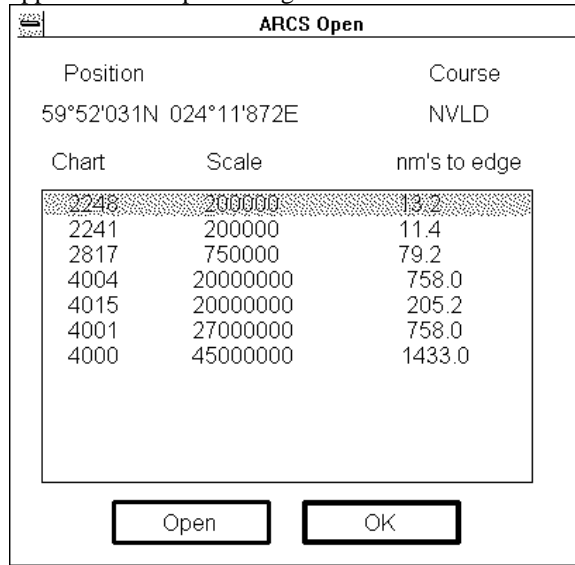 ARCS Open
Position Course
59°52'031N 024°11'872E NVLD
Chart Scale nm's to edge
2248 200000 13.2
2241 200000 11.4
2817 750000 79.2
4004 20000000 758.0
4015 20000000 205.2
4001 27000000 758.0
4000 45000000 1433.0
Open OK